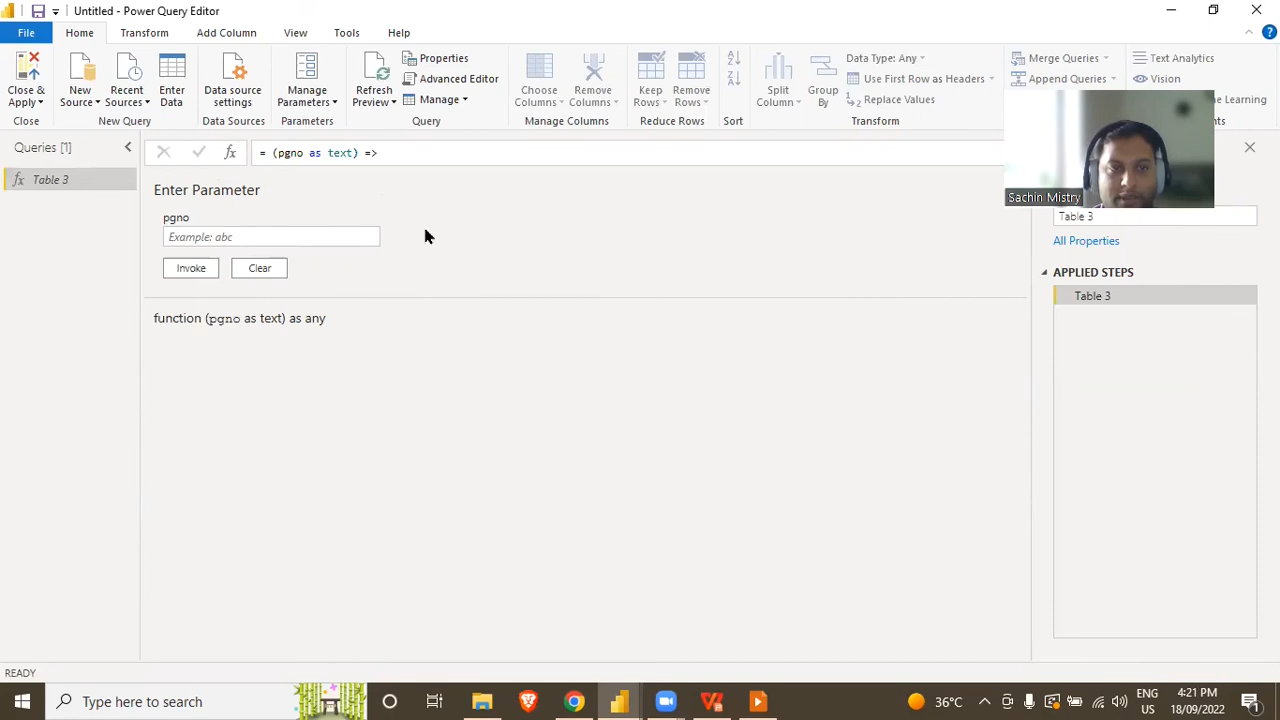 Untitled - Power Query Editor
File Home Transform Add Column View Tools Help
Close & Apply
New Source
Recent Sources
Enter Data
Data source settings
Manage Parameters
Refresh Preview
Properties
Advanced Editor
Manage
Choose Columns
Remove Columns
Keep Rows
Remove Rows
Split Column
Group By
Data Type: Any
Use First Row as Headers
Replace Values
Merge Queries
Append Queries
Text Analytics
Vision
Close New Query Data Sources Parameters Query Manage Columns Reduce Rows Sort Transform
Queries [1]
= (pgno as text) =>
Table 3
Enter Parameter
pgno
Example: abc
Invoke Clear
function (pgno as text) as any
Sachin Mistry
Table 3
All Properties
APPLIED STEPS
Table 3
READY
Type here to search
36°C
ENG
US
4:21 PM
18/09/2022
1